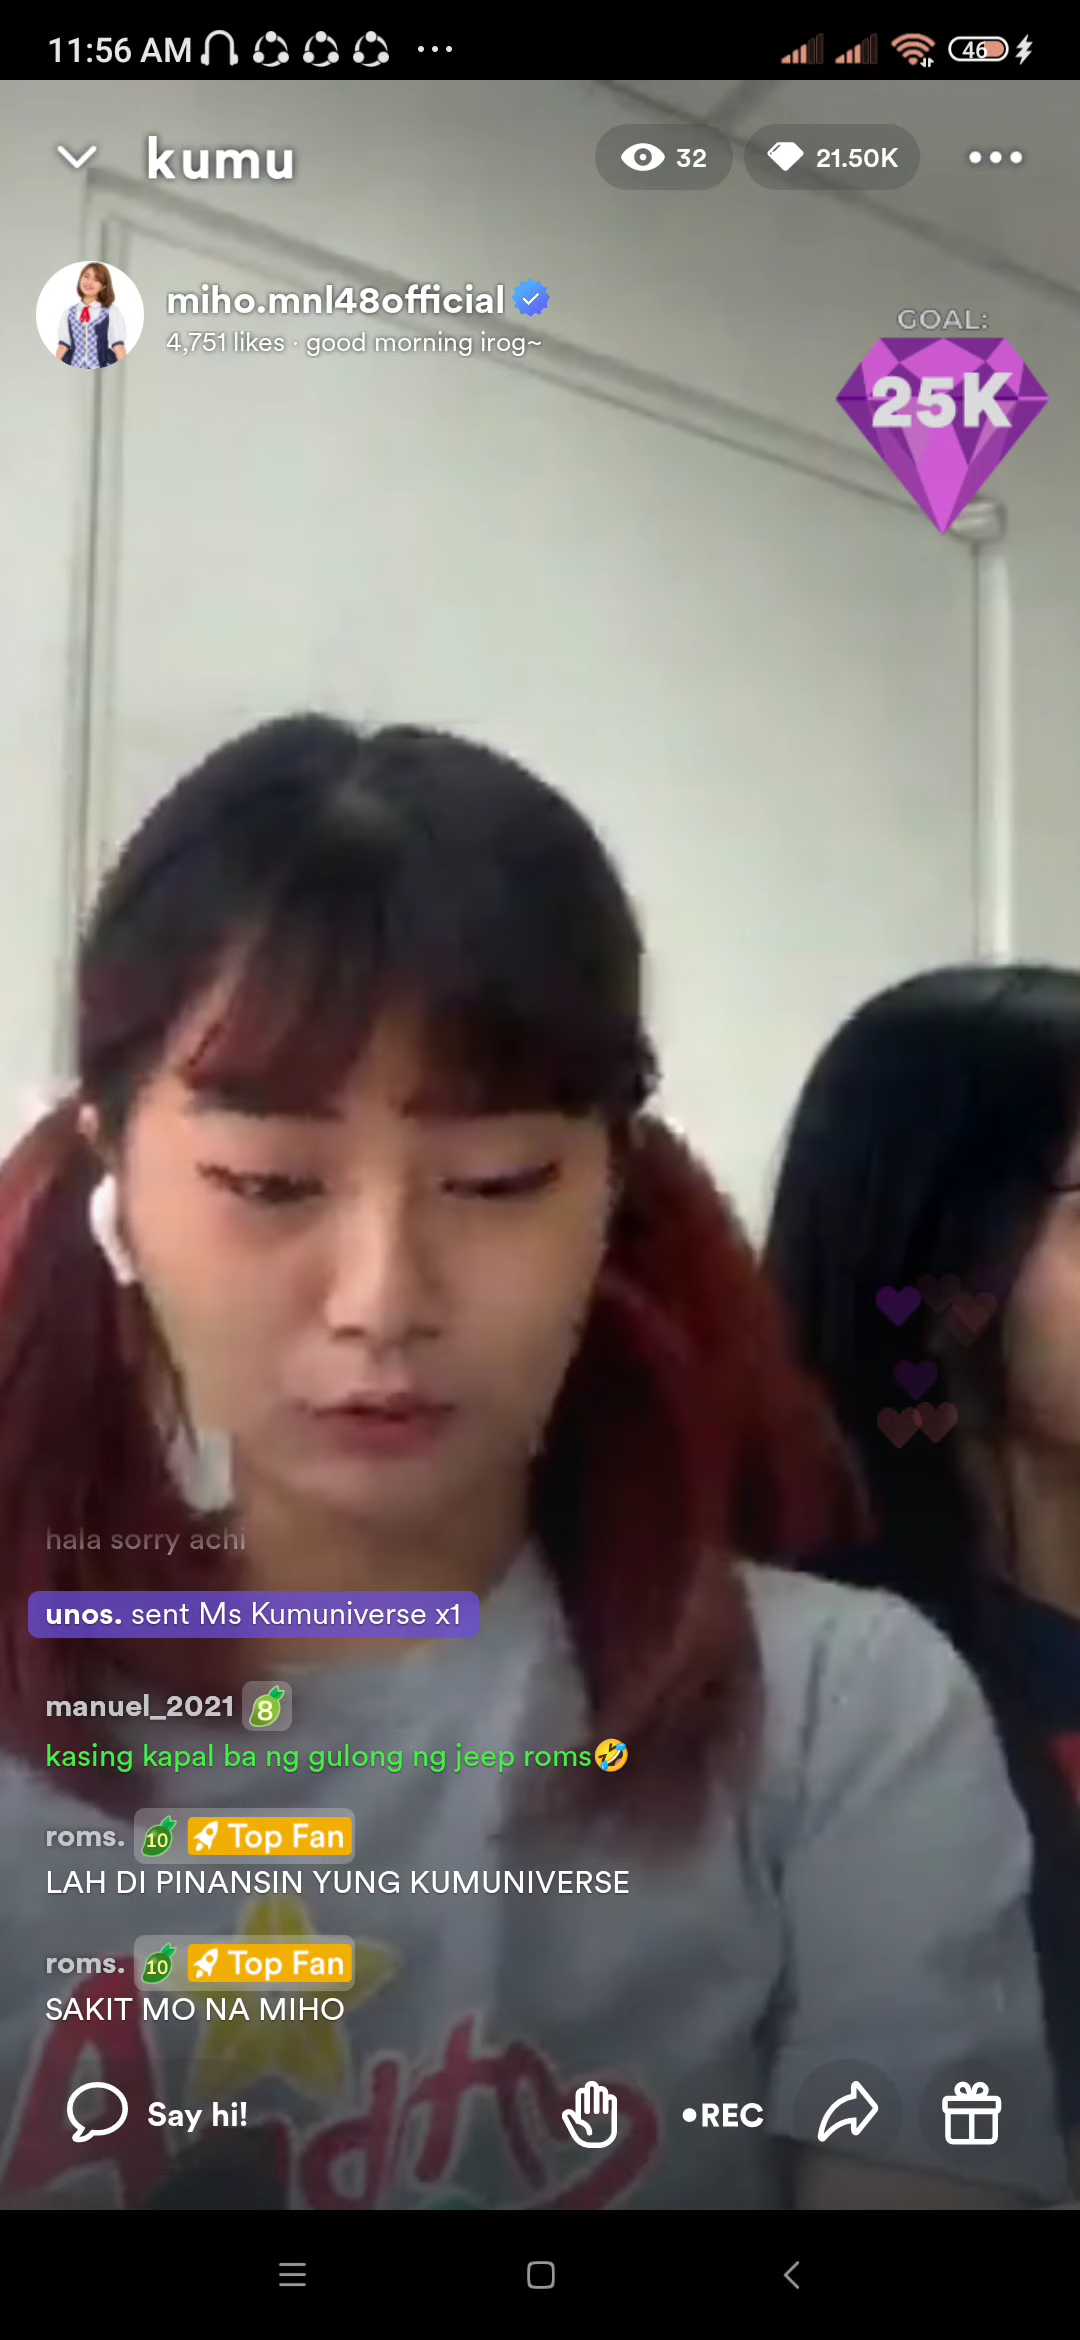 11:56 AM
46
kumu
32
21.50K
miho.mnl48official
4,751 likes · good morning irog~
GOAL:
25K
hala sorry achi
unos. sent Ms Kumuniverse x1
manuel_2021 8
kasing kapal ba ng gulong ng jeep roms🤣
roms. 10 Top Fan
LAH DI PINANSIN YUNG KUMUNIVERSE
roms. 10 Top Fan
SAKIT MO NA MIHO
Say hi!
•REC